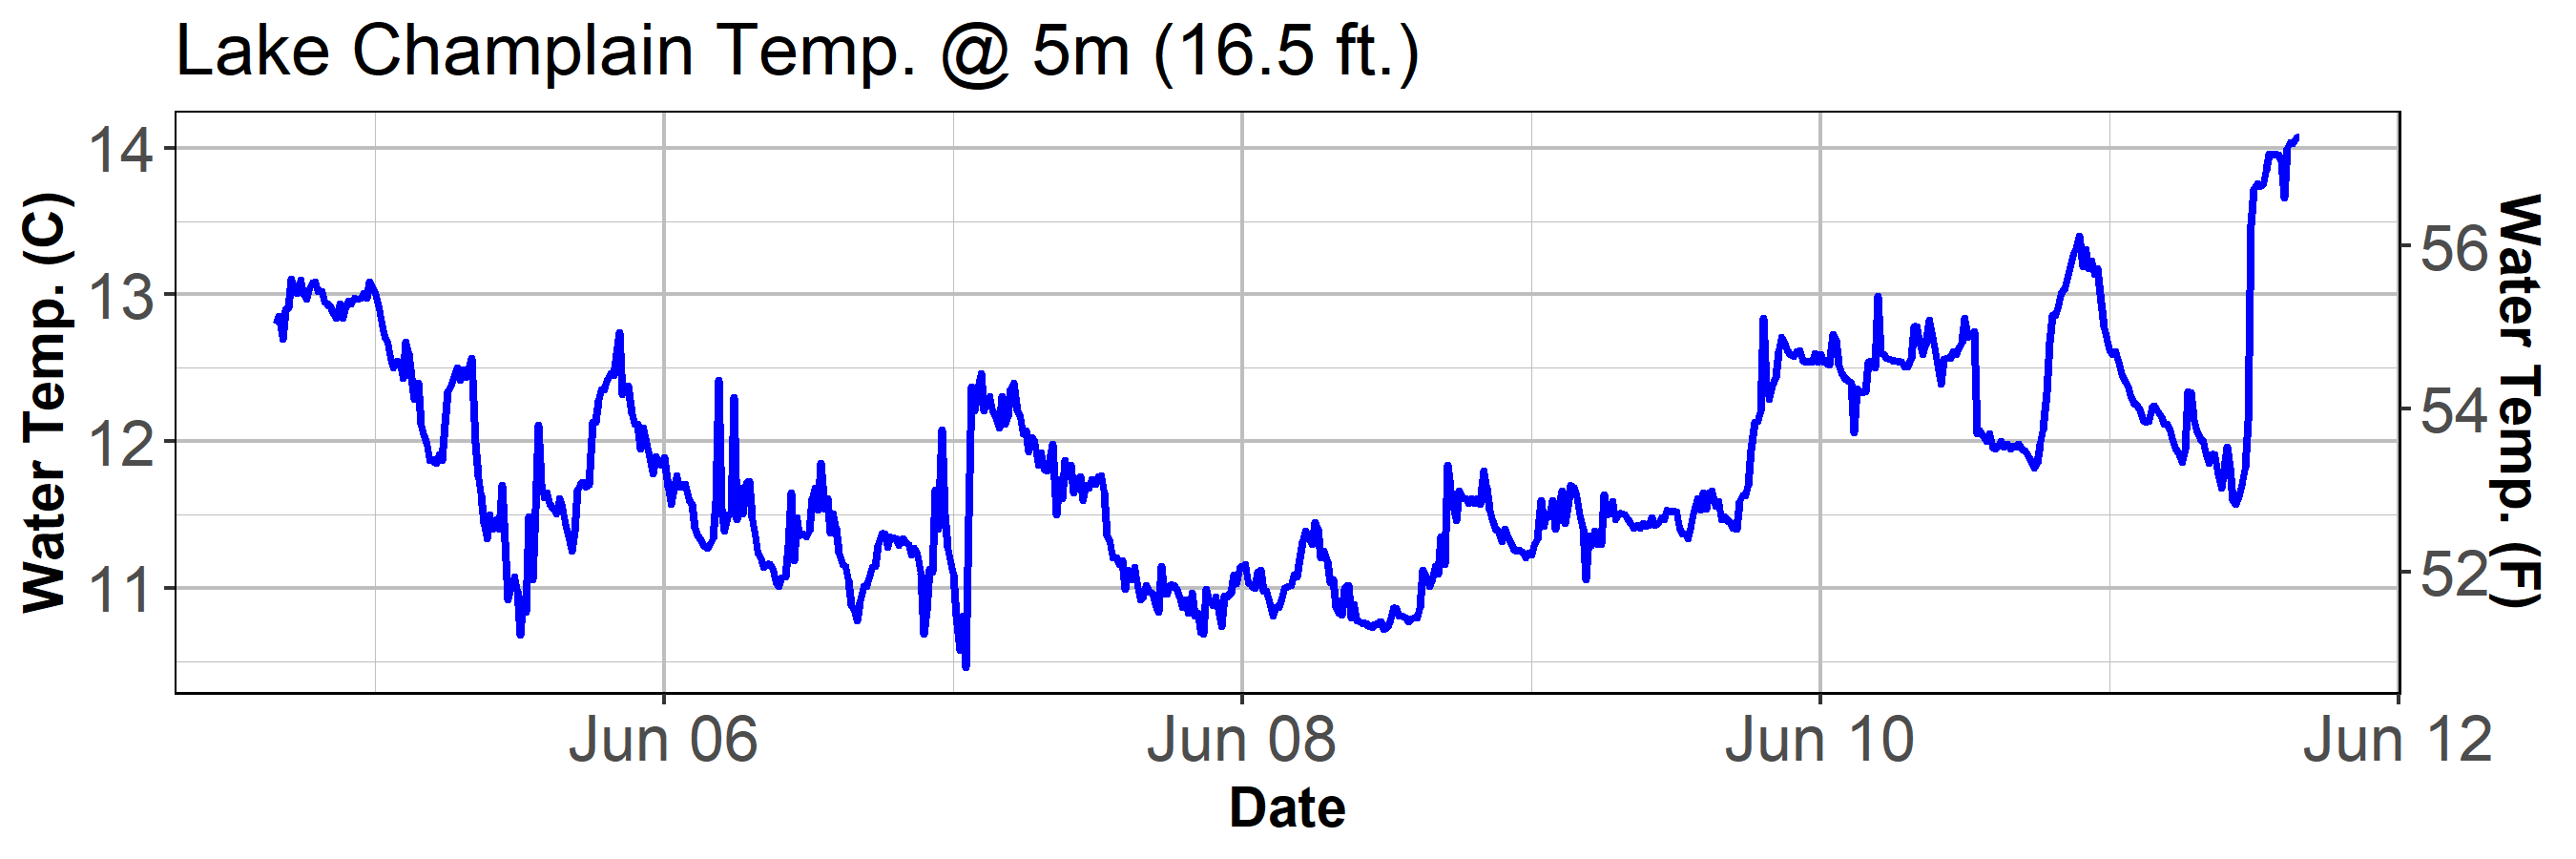 Lake Champlain Temp. @ 5m (16.5 ft.)
Water Temp. (C)
14
13
12
11
56
54
52
Water Temp. (F)
Jun 06 Jun 08 Jun 10 Jun 12
Date